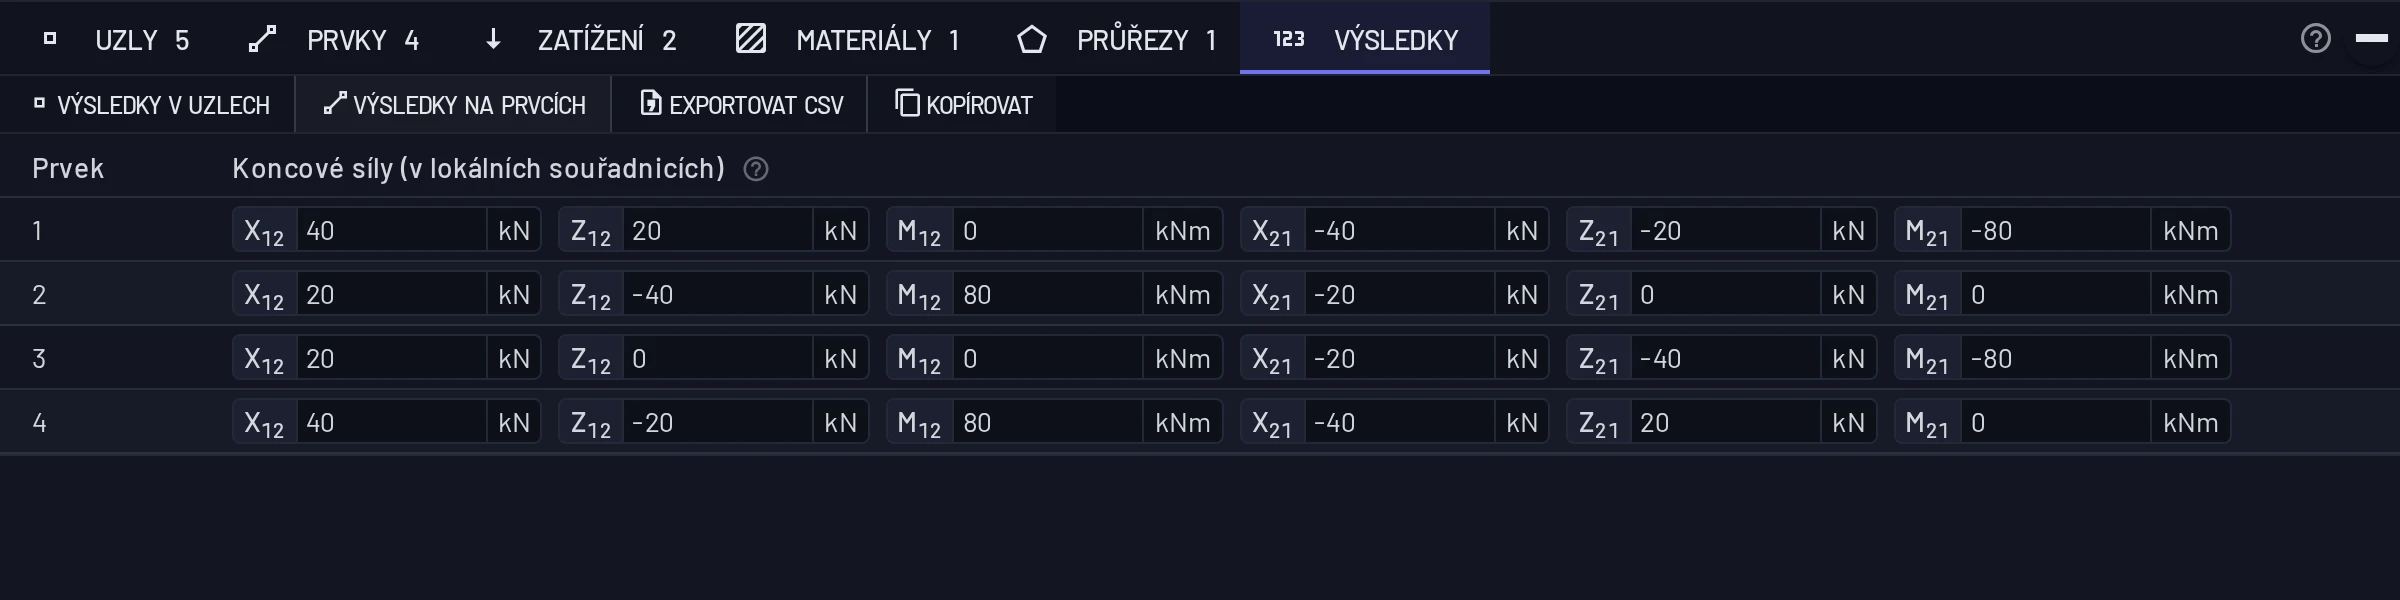 UZLY 5 PRVKY 4 ZATÍŽENÍ 2 MATERIÁLY 1 PRŮŘEZY 1 123 VÝSLEDKY ?
VÝSLEDKY V UZLECH VÝSLEDKY NA PRVCÍCH EXPORTOVAT CSV KOPÍROVAT
Prvek Koncové síly (v lokálních souřadnicích) ?
1 X12 40 kN Z12 20 kN M12 0 kNm X21 -40 kN Z21 -20 kN M21 -80 kNm
2 X12 20 kN Z12 -40 kN M12 80 kNm X21 -20 kN Z21 0 kN M21 0 kNm
3 X12 20 kN Z12 0 kN M12 0 kNm X21 -20 kN Z21 -40 kN M21 -80 kNm
4 X12 40 kN Z12 -20 kN M12 80 kNm X21 -40 kN Z21 20 kN M21 0 kNm